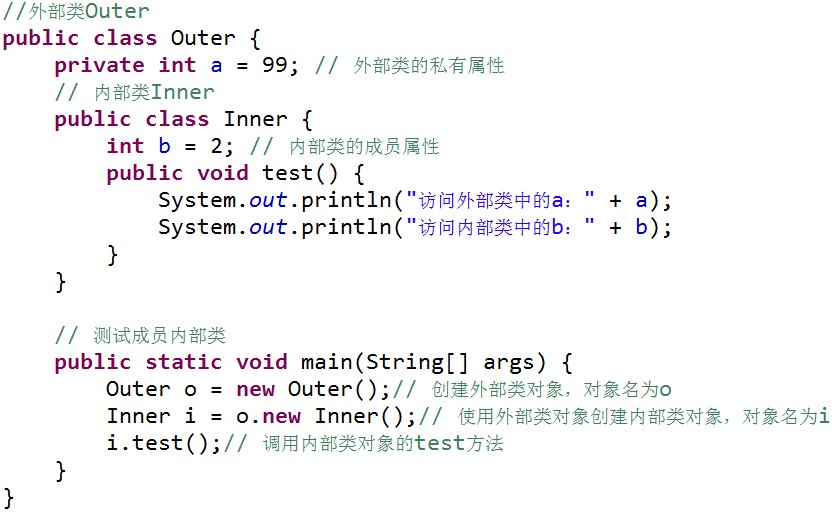 //外部类Outer
public class Outer {
    private int a = 99; // 外部类的私有属性
    // 内部类Inner
    public class Inner {
        int b = 2; // 内部类的成员属性
        public void test() {
            System.out.println("访问外部类中的a：" + a);
            System.out.println("访问内部类中的b：" + b);
        }
    }

    // 测试成员内部类
    public static void main(String[] args) {
        Outer o = new Outer();// 创建外部类对象，对象名为o
        Inner i = o.new Inner();// 使用外部类对象创建内部类对象，对象名为i
        i.test();// 调用内部类对象的test方法
    }
}